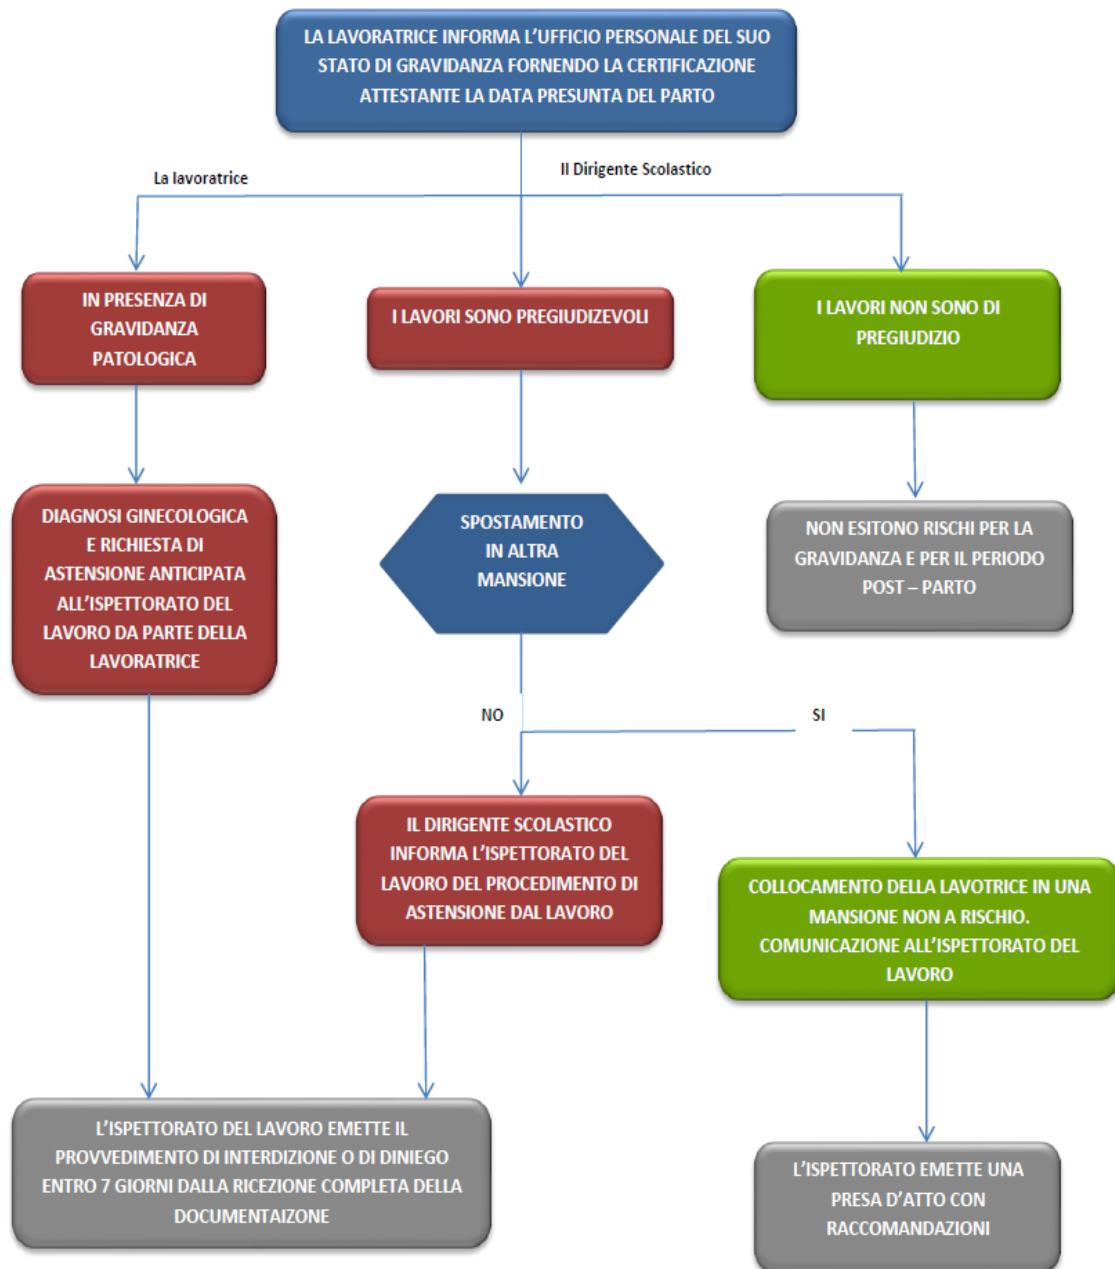 LA LAVORATRICE INFORMA L'UFFICIO PERSONALE DEL SUO
STATO DI GRAVIDANZA FORNENDO LA CERTIFICAZIONE
ATTESTANTE LA DATA PRESUNTA DEL PARTO
La lavoratrice
Il Dirigente Scolastico
IN PRESENZA DI
GRAVIDANZA
PATOLOGICA
I LAVORI SONO PREGIUDIZEVOLI
I LAVORI NON SONO DI
PREGIUDIZIO
DIAGNOSI GINECOLOGICA
E RICHIESTA DI
ASTENSIONE ANTICIPATA
ALL'ISPETTORATO DEL
LAVORO DA PARTE DELLA
LAVORATRICE
SPOSTAMENTO
IN ALTRA
MANSIONE
NON ESITONO RISCHI PER LA
GRAVIDANZA E PER IL PERIODO
POST – PARTO
NO
SI
IL DIRIGENTE SCOLASTICO
INFORMA L'ISPETTORATO DEL
LAVORO DEL PROCEDIMENTO DI
ASTENSIONE DAL LAVORO
COLLOCAMENTO DELLA LAVOTRICE IN UNA
MANSIONE NON A RISCHIO.
COMUNICAZIONE ALL'ISPETTORATO DEL
LAVORO
L'ISPETTORATO DEL LAVORO EMETTE IL
PROVVEDIMENTO DI INTERDIZIONE O DI DINIEGO
ENTRO 7 GIORNI DALLA RICEZIONE COMPLETA DELLA
DOCUMENTAIZONE
L'ISPETTORATO EMETTE UNA
PRESA D'ATTO CON
RACCOMANDAZIONI